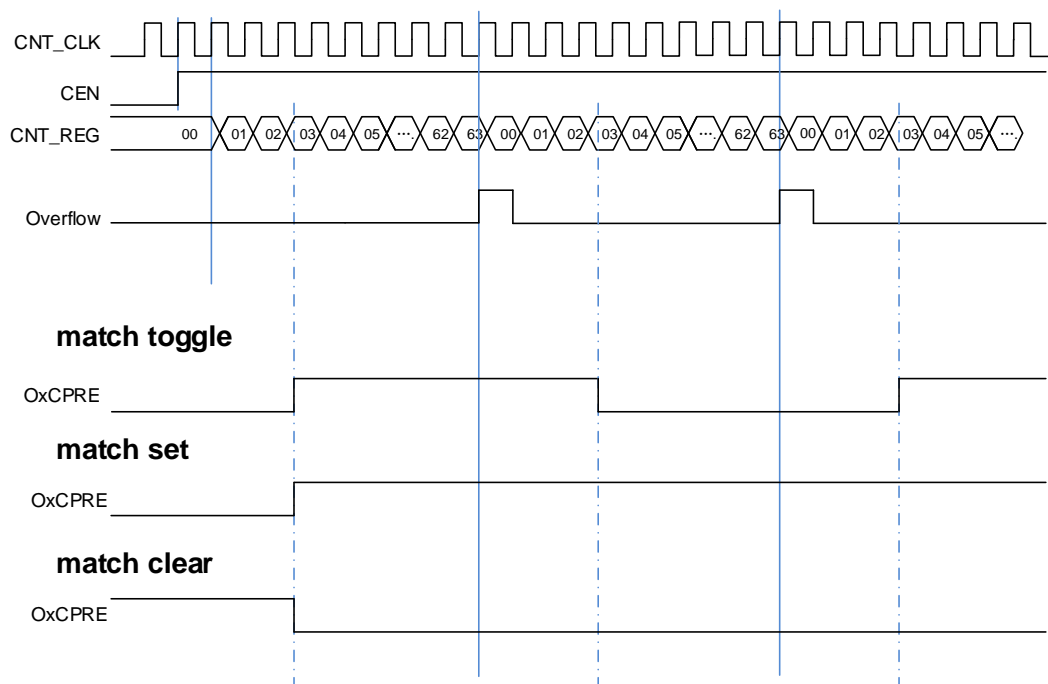 CNT_CLK
CEN
CNT_REG 00 01 02 03 04 05 ···. 62 63 00 01 02 03 04 05 ···. 62 63 00 01 02 03 04 05 ···.
Overflow
match toggle
OxCPRE
match set
OxCPRE
match clear
OxCPRE